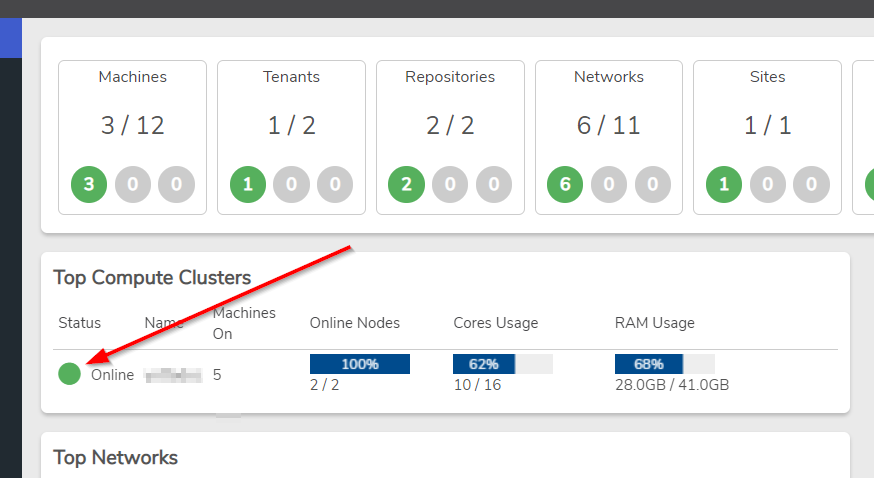 Machines Tenants Repositories Networks Sites
3 / 12 1 / 2 2 / 2 6 / 11 1 / 1
3 0 0 1 0 0 2 0 0 6 0 0 1 0 0
Top Compute Clusters
Status Name Machines On Online Nodes Cores Usage RAM Usage
Online 5 100% 62% 68%
2 / 2 10 / 16 28.0GB / 41.0GB
Top Networks